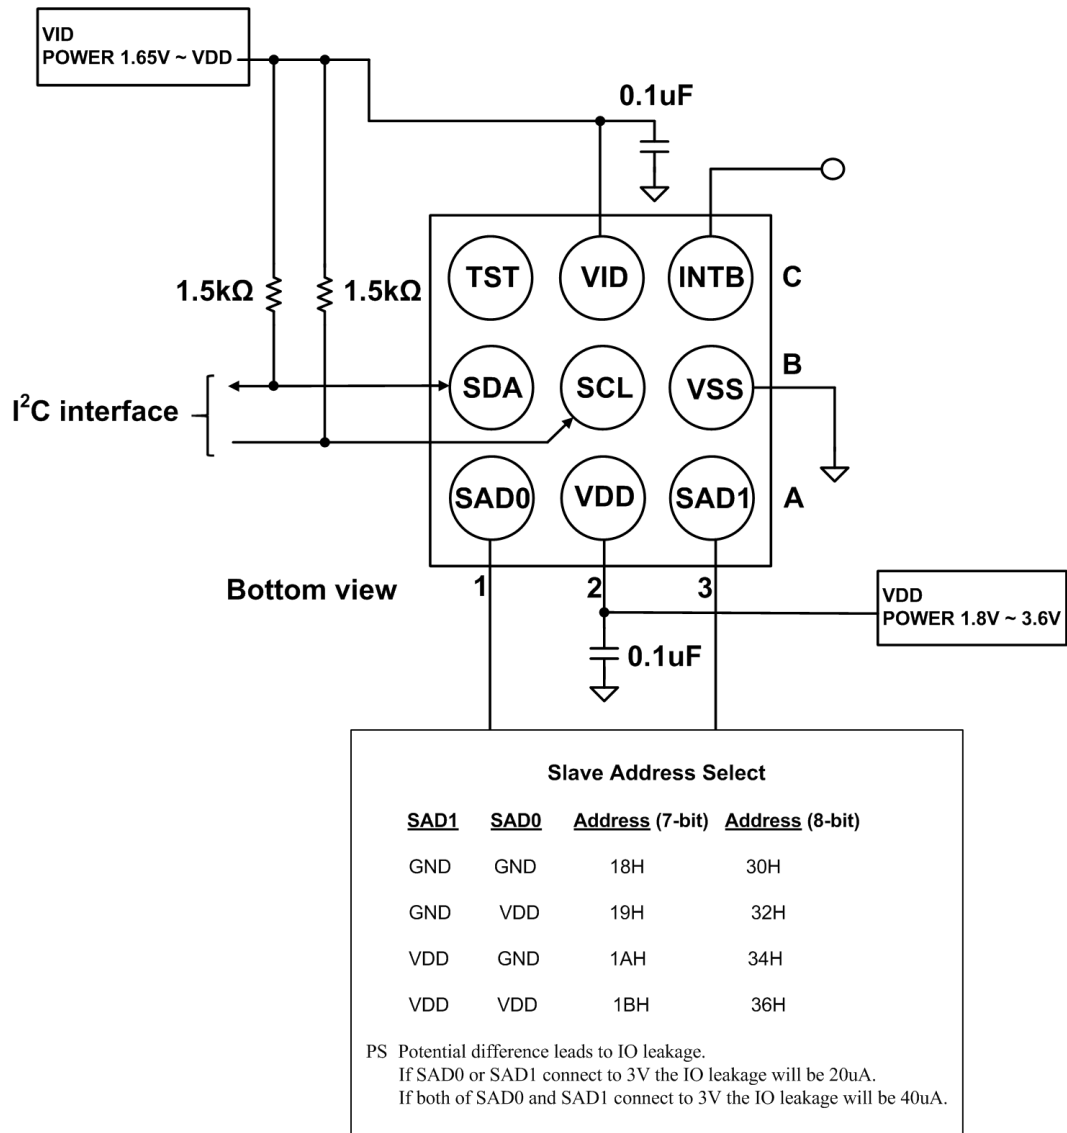 VID
POWER 1.65V ~ VDD
0.1uF
TST VID INTB C
1.5kΩ 1.5kΩ
B
SDA SCL VSS
I²C interface
SAD0 VDD SAD1 A
Bottom view 1 2 3
VDD
POWER 1.8V ~ 3.6V
0.1uF
Slave Address Select
SAD1 SAD0 Address (7-bit) Address (8-bit)
GND GND 18H 30H
GND VDD 19H 32H
VDD GND 1AH 34H
VDD VDD 1BH 36H
PS Potential difference leads to IO leakage.
If SAD0 or SAD1 connect to 3V the IO leakage will be 20uA.
If both of SAD0 and SAD1 connect to 3V the IO leakage will be 40uA.